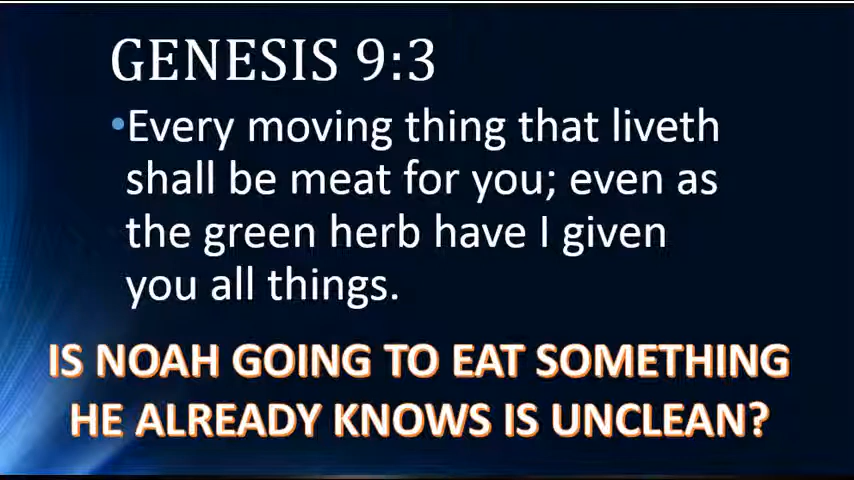 GENESIS 9:3
•Every moving thing that liveth
shall be meat for you; even as
the green herb have I given
you all things.
IS NOAH GOING TO EAT SOMETHING
HE ALREADY KNOWS IS UNCLEAN?